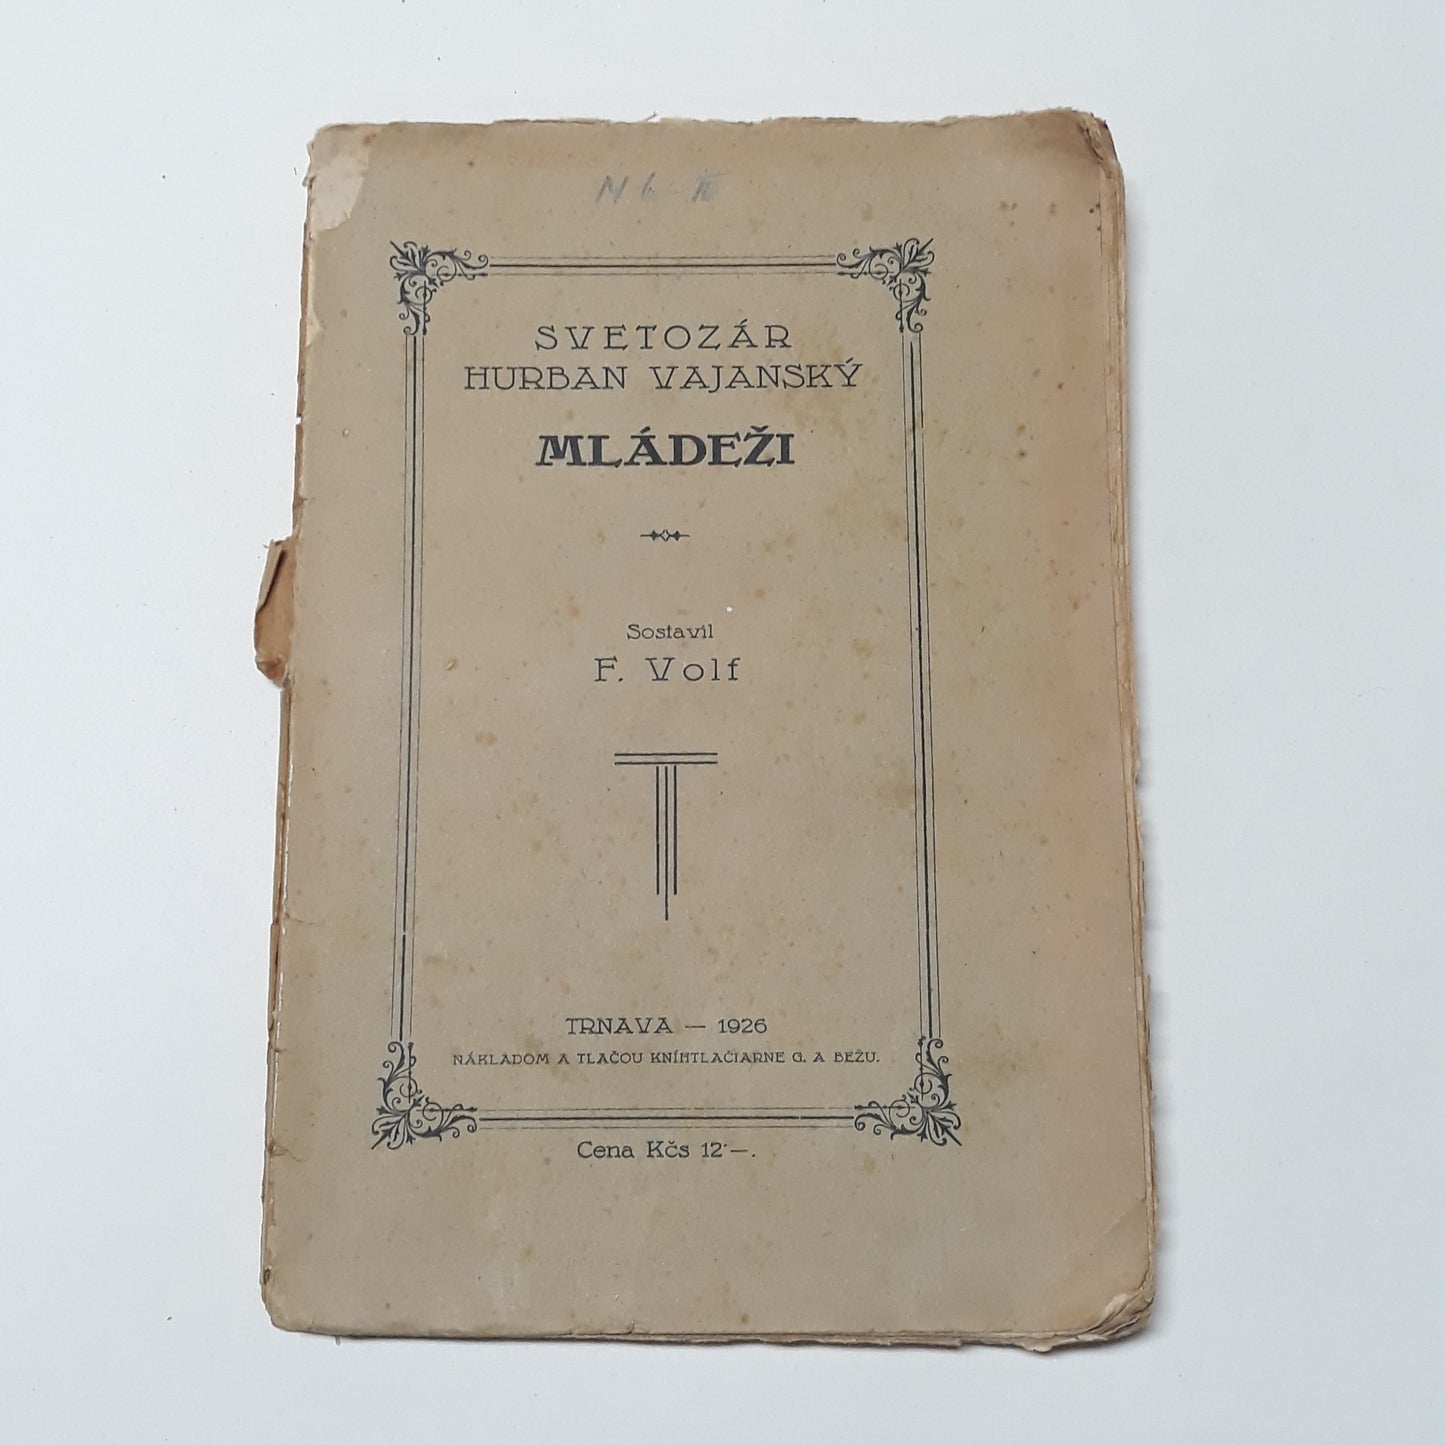 SVETOZÁR
HURBAN VAJANSKÝ
MLÁDEŽI
Sostavil
F. Volf
TRNAVA — 1926
NÁKLADOM A TLAČOU KNÍHTLAČIARNE G. A BEŽU.
Cena Kčs 12·—.